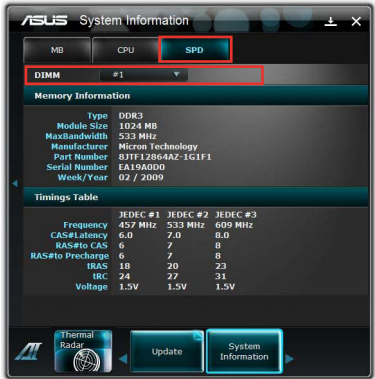 ASUS System Information
MB CPU SPD
DIMM #1
Memory Information
Type DDR3
Module Size 1024 MB
MaxBandwidth 533 MHz
Manufacturer Micron Technology
Part Number 8JTF12864AZ-1G1F1
Serial Number EA19A0D0
Week/Year 02 / 2009
Timings Table
JEDEC #1 JEDEC #2 JEDEC #3
Frequency 457 MHz 533 MHz 609 MHz
CAS#Latency 6.0 7.0 8.0
RAS#to CAS 6 7 8
RAS#to Precharge 6 7 8
tRAS 18 20 23
tRC 24 27 31
Voltage 1.5V 1.5V 1.5V
Thermal
Radar
Update
System
Information